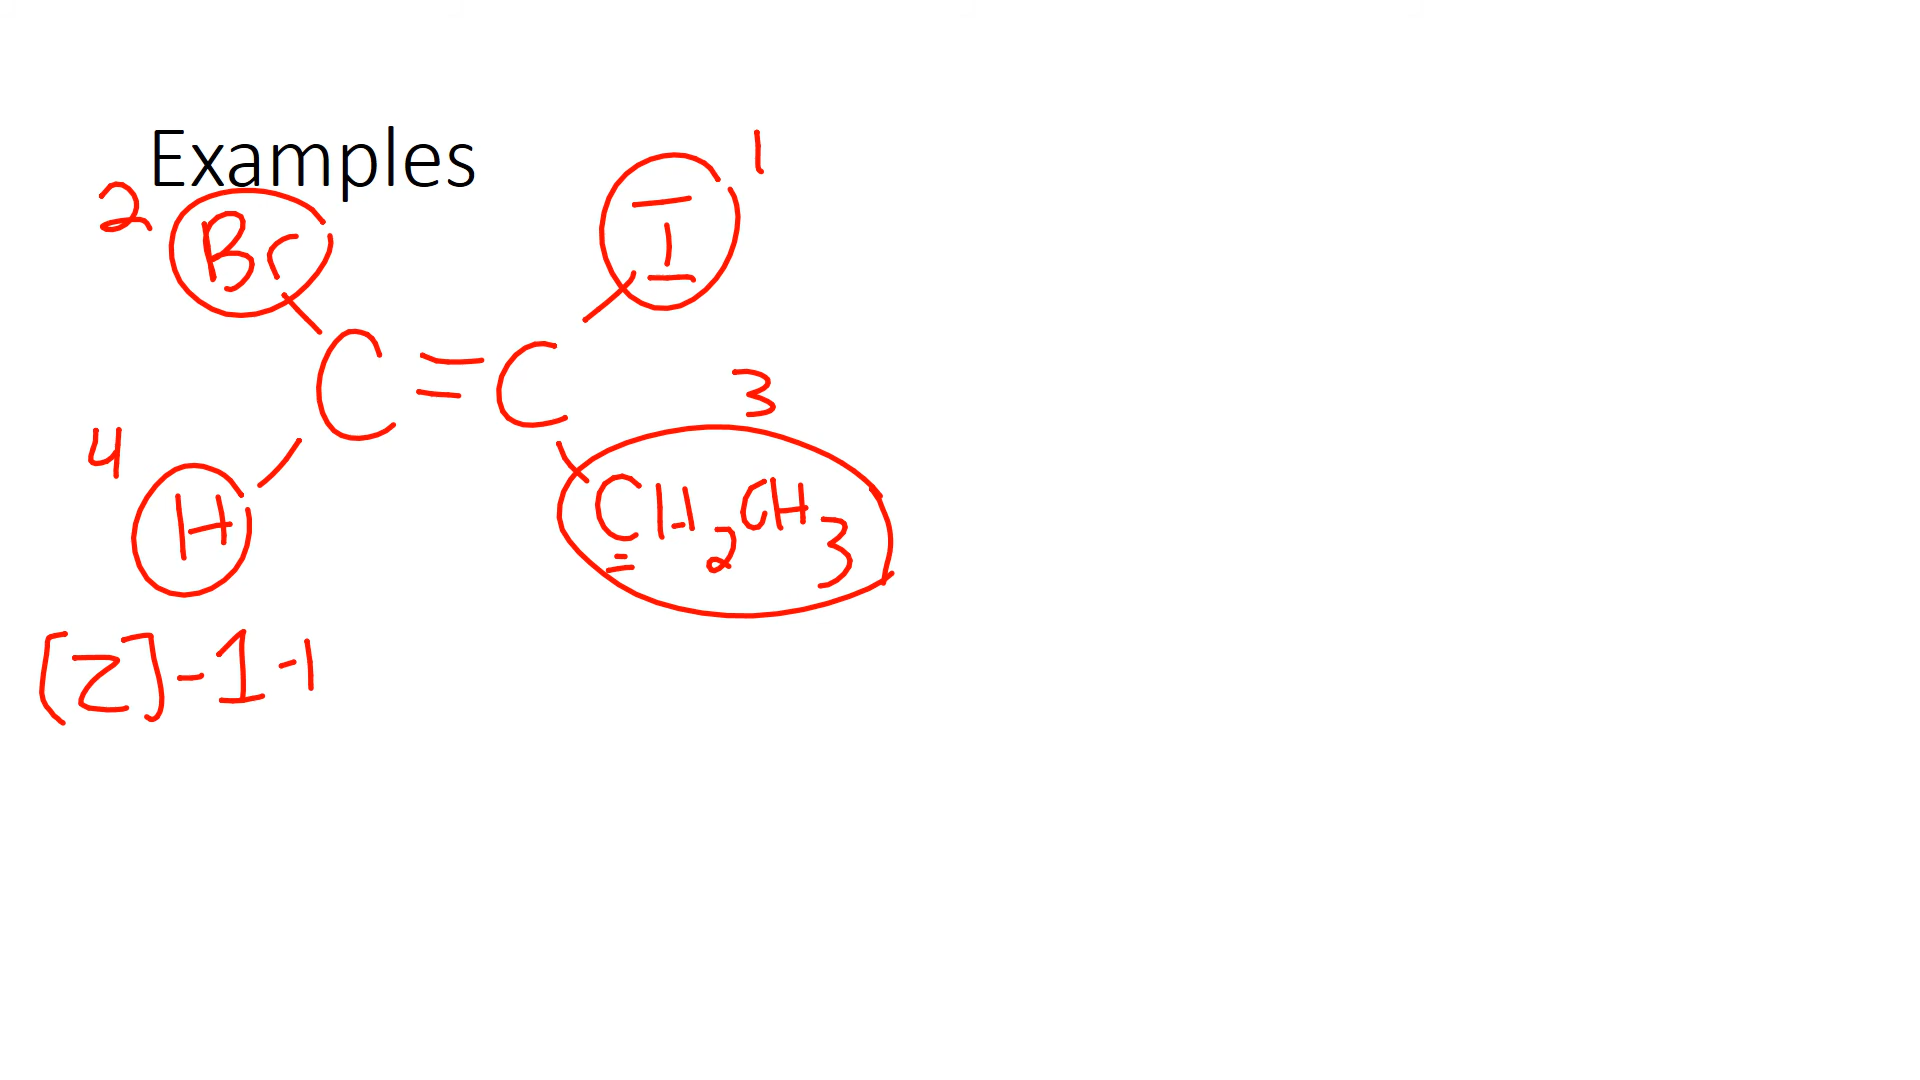 Examples
1
2 Br I
C = C
3
4 H CH2CH3
(Z)-1-1